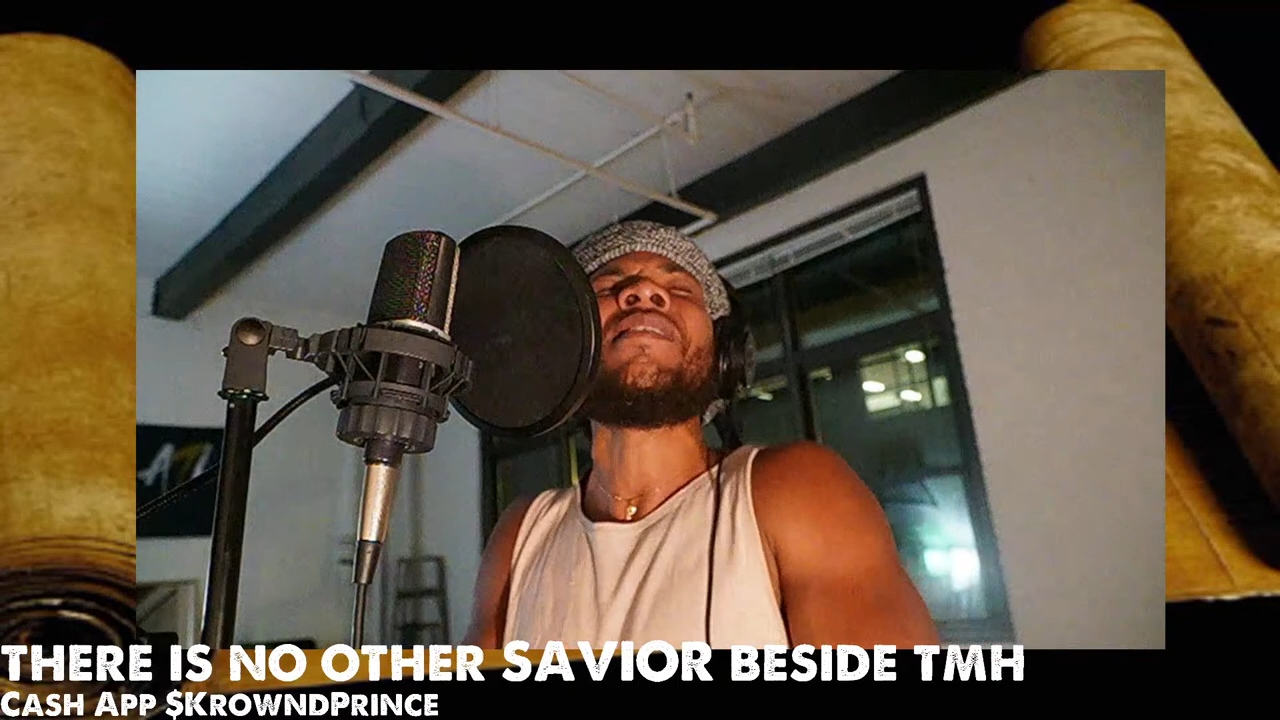 THERE IS NO OTHER SAVIOR BESIDE TMH
CASH APP $KROWNDPRINCE